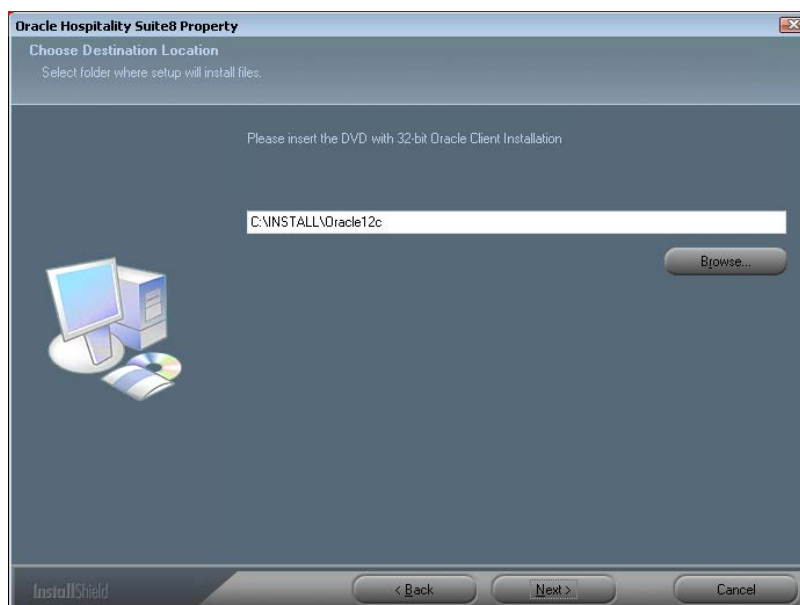 Oracle Hospitality Suite8 Property
Choose Destination Location
Select folder where setup will install files.
Please insert the DVD with 32-bit Oracle Client Installation
C:\INSTALL\Oracle12c
Browse...
InstallShield
< Back
Next >
Cancel